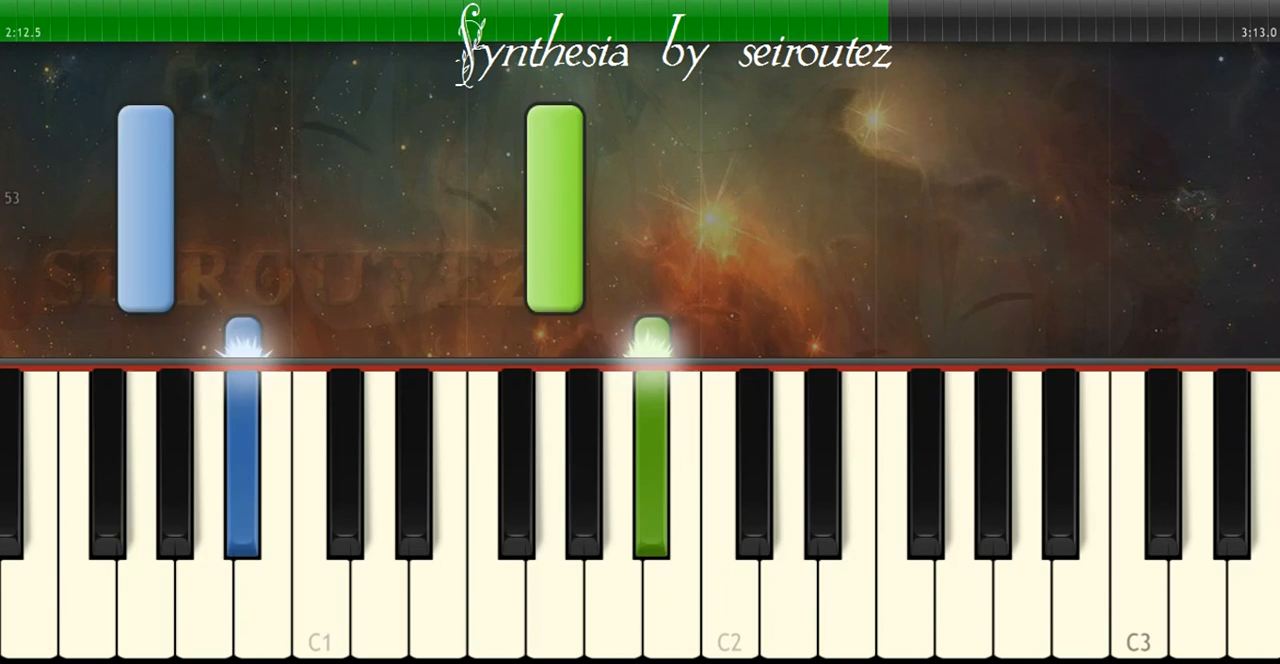 2:12.5
3:13.0
Synthesia by seiroutez
53
SEIROUTEZ
C1
C2
C3